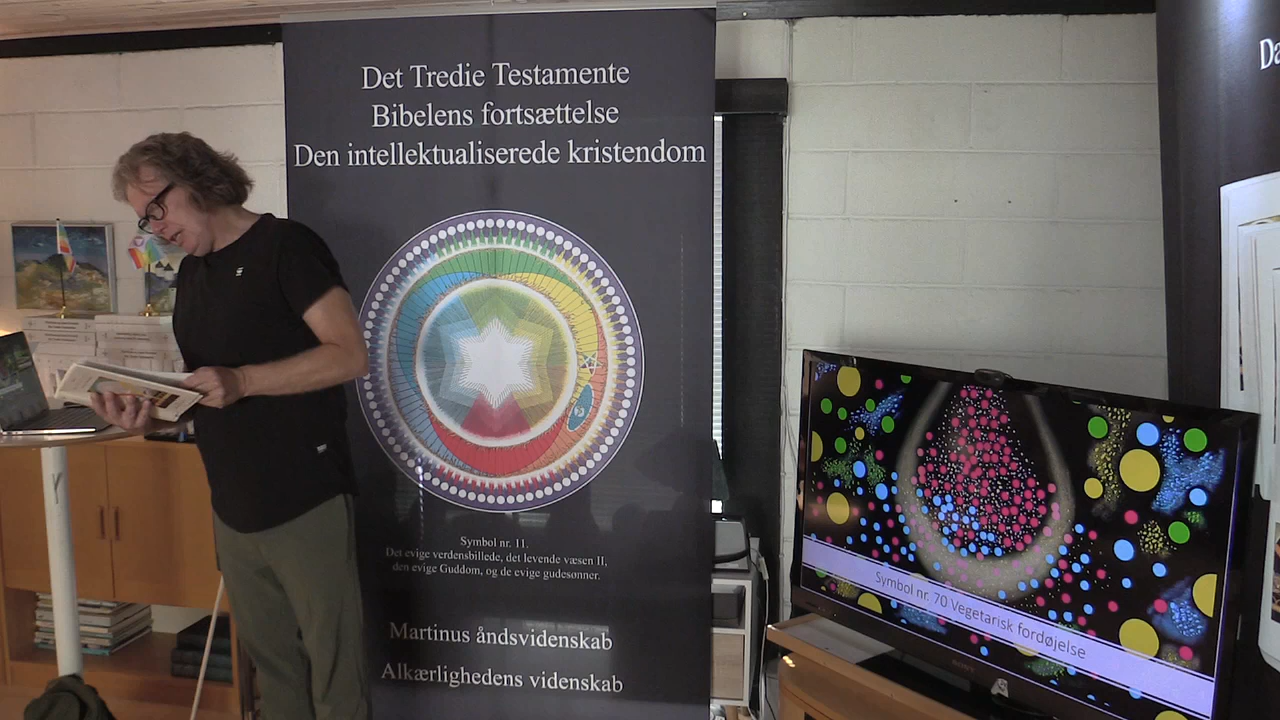 Det Tredie Testamente
Bibelens fortsættelse
Den intellektualiserede kristendom
Symbol nr. 11.
Det evige verdensbillede, det levende væsen II,
den evige Guddom, og de evige gudesønner.
Martinus åndsvidenskab
Alkærlighedens videnskab
Symbol nr. 70 Vegetarisk fordøjelse
SONY